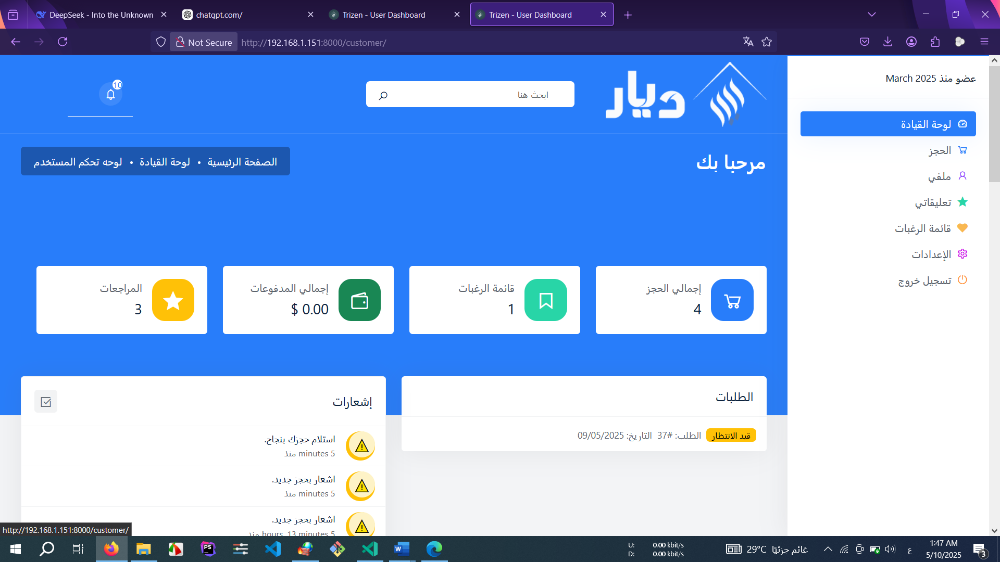 DeepSeek - Into the Unknown
chatgpt.com/
Trizen - User Dashboard
Trizen - User Dashboard
Not Secure
http://192.168.1.151:8000/customer/
عضو منذ March 2025
لوحة القيادة
الحجز
ملفي
تعليقاتي
قائمة الرغبات
الإعدادات
تسجيل خروج
ديار
ابحث هنا
10
مرحبا بك
الصفحة الرئيسية • لوحة القيادة • لوحه تحكم المستخدم
إجمالي الحجز
4
قائمة الرغبات
1
إجمالي المدفوعات
$ 0.00
المراجعات
3
الطلبات
قيد الانتظار الطلب: #37 التاريخ: 09/05/2025
إشعارات
استلام حجزك بنجاح.
5 minutes منذ
اشعار بحجز جديد.
5 minutes منذ
اشعار بحجز جديد.
5 hours, 13 minutes منذ
http://192.168.1.151:8000/customer/
PS
W
U: 0.00 kbit/s
D: 0.00 kbit/s
29°C غائم جزئيًا
ع
1:47 AM
5/10/2025
3